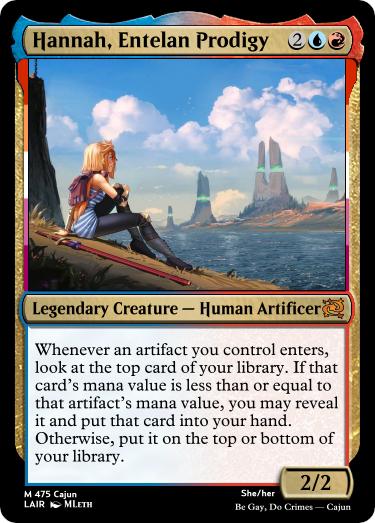 Hannah, Entelan Prodigy 2
Legendary Creature — Human Artificer
Whenever an artifact you control enters,
look at the top card of your library. If that
card's mana value is less than or equal to
that artifact's mana value, you may reveal
it and put that card into your hand.
Otherwise, put it on the top or bottom of
your library.
2/2
M 475 Cajun
She/her
LAIR MLETH
Be Gay, Do Crimes — Cajun